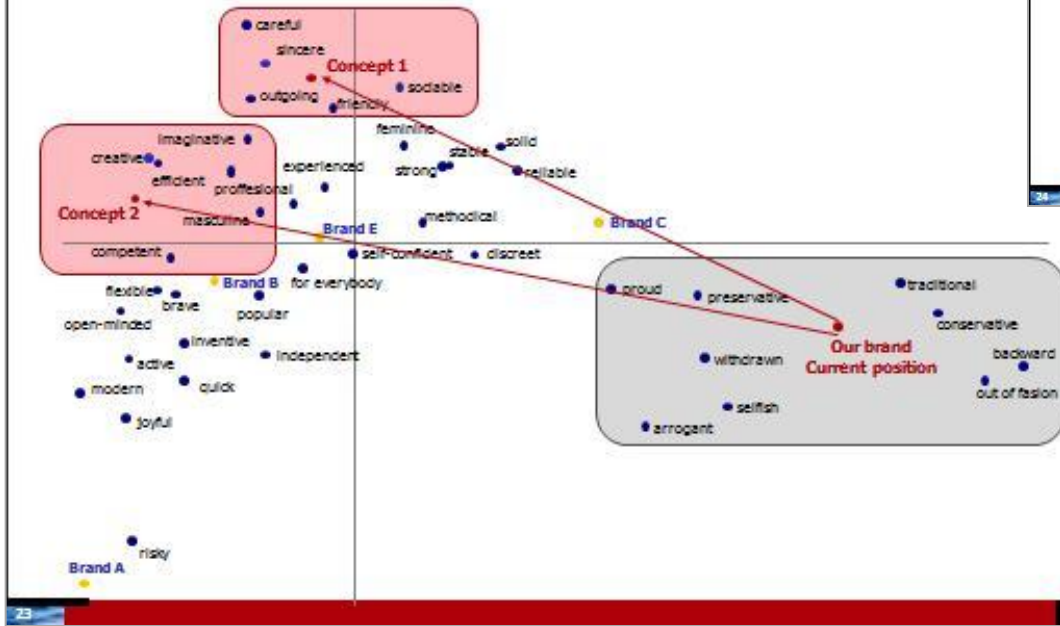 careful
sincere
Concept 1
sociable
outgoing
friendly
imaginative
feminine
solid
creative
stable
experienced
strong
reliable
efficient
proffesional
Concept 2
masculine
methodical
Brand C
Brand E
competent
self-confident
discreet
Brand B
for everybody
flexible
proud
preservative
traditional
brave
popular
open-minded
conservative
inventive
Our brand
Current position
independent
active
withdrawn
backward
modern
quick
out of fasion
selfish
joyful
arrogant
risky
Brand A
23
24